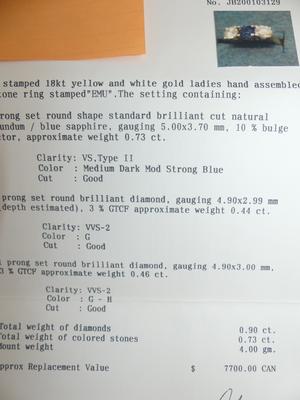 No. JH200103129
stamped 18kt yellow and white gold ladies hand assembled
tone ring stamped"EMU".The setting containing:
rong set round shape standard brilliant cut natural
undum / blue sapphire, gauging 5.00x3.70 mm, 10 % bulge
ctor, approximate weight 0.73 ct.
Clarity: VS,Type II
Color : Medium Dark Mod Strong Blue
Cut : Good
prong set round brilliant diamond, gauging 4.90x2.99 mm
depth estimated), 3 % GTCF approximate weight 0.44 ct.
Clarity: VVS-2
Color : G
Cut : Good
prong set round brilliant diamond, gauging 4.90x3.00 mm,
3 % GTCF approximate weight 0.46 ct.
Clarity: VVS-2
Color : G - H
Cut : Good
Total weight of diamonds 0.90 ct.
Total weight of colored stones 0.73 ct.
Mount weight 4.00 gm.
Approx Replacement Value $ 7700.00 CAN